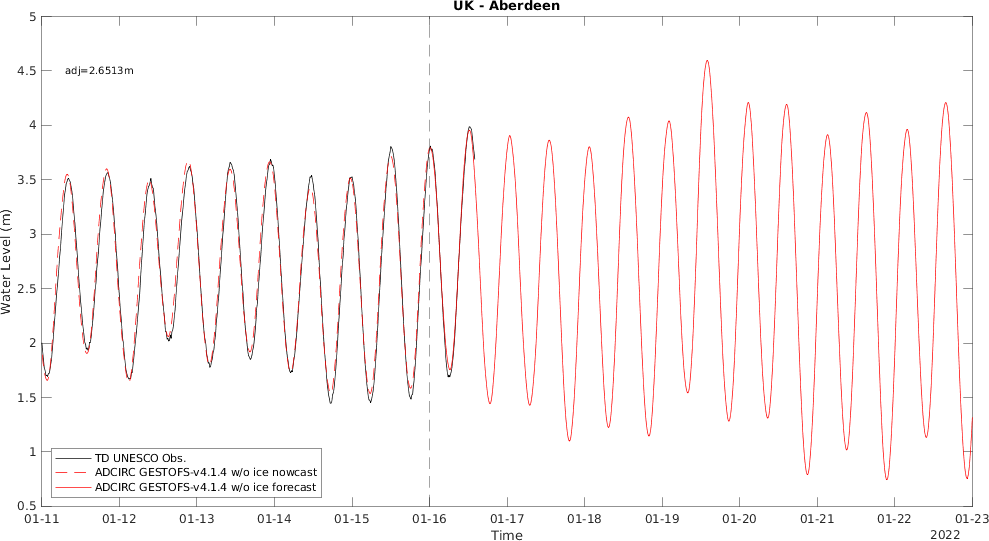 UK - Aberdeen
5
4.5
4
3.5
3
2.5
2
1.5
1
0.5
Water Level (m)
adj=2.6513m
TD UNESCO Obs.
ADCIRC GESTOFS-v4.1.4 w/o ice nowcast
ADCIRC GESTOFS-v4.1.4 w/o ice forecast
01-11 01-12 01-13 01-14 01-15 01-16 01-17 01-18 01-19 01-20 01-21 01-22 01-23
Time
2022